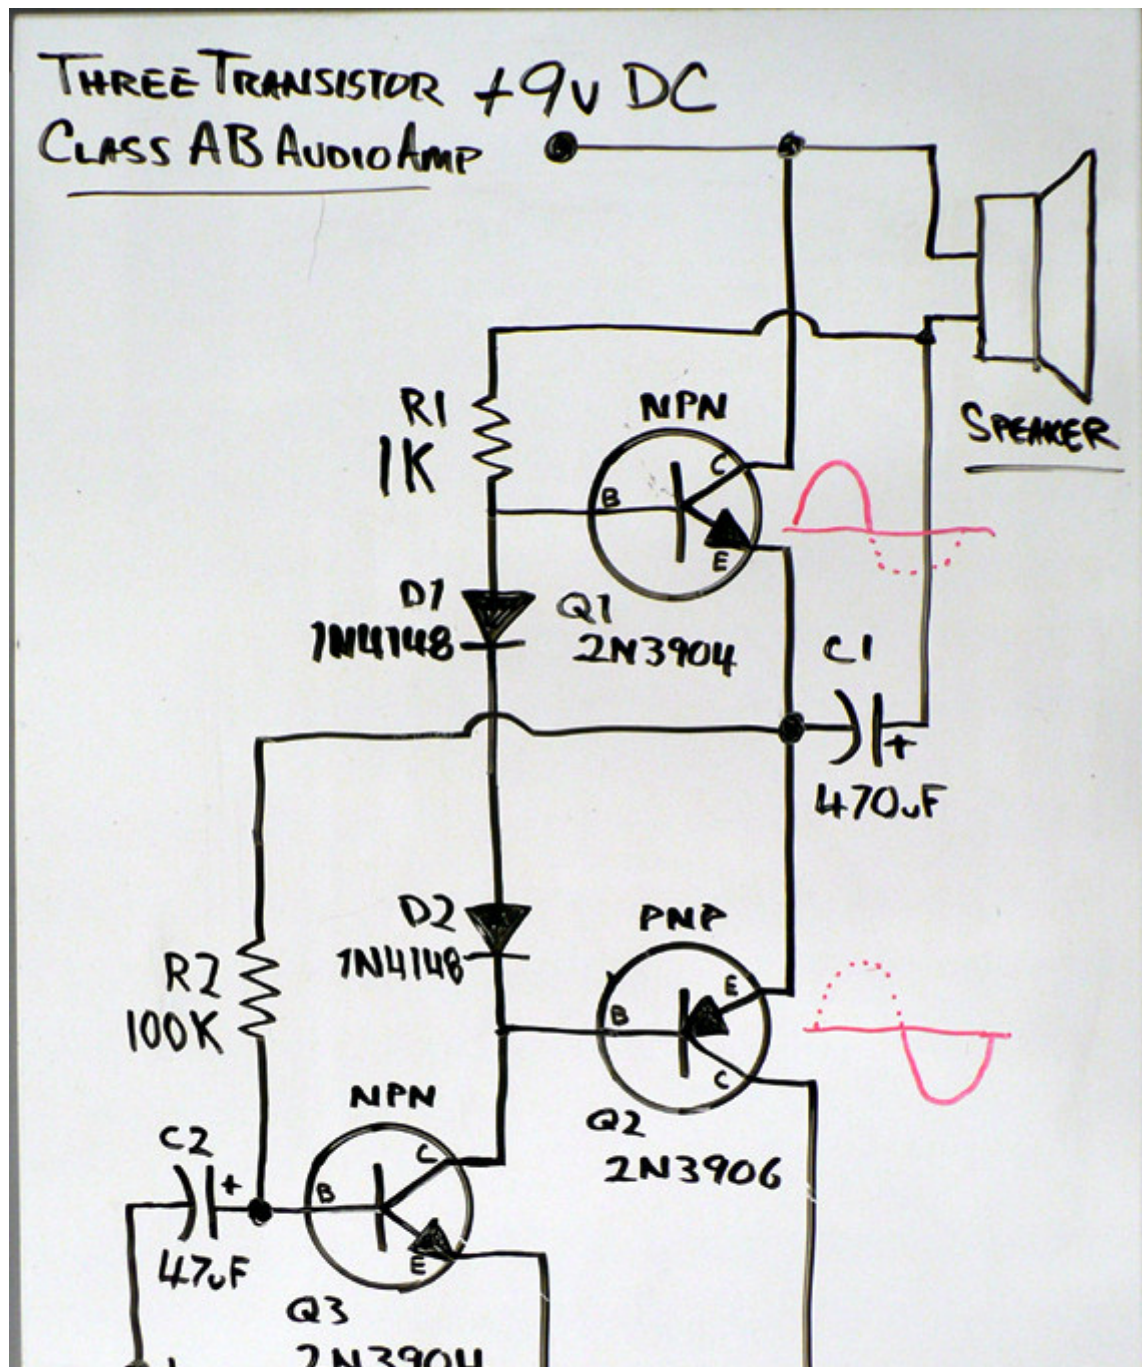 THREE TRANSISTOR +9V DC
CLASS AB AUDIO AMP
R1
1K
NPN
SPEAKER
C
B
E
D1
1N4148
Q1
2N3904
C1
+
470uF
D2
1N4148
PNP
R2
100K
E
B
C
NPN
Q2
2N3906
C2
+
C
B
E
47uF
Q3
2N3904